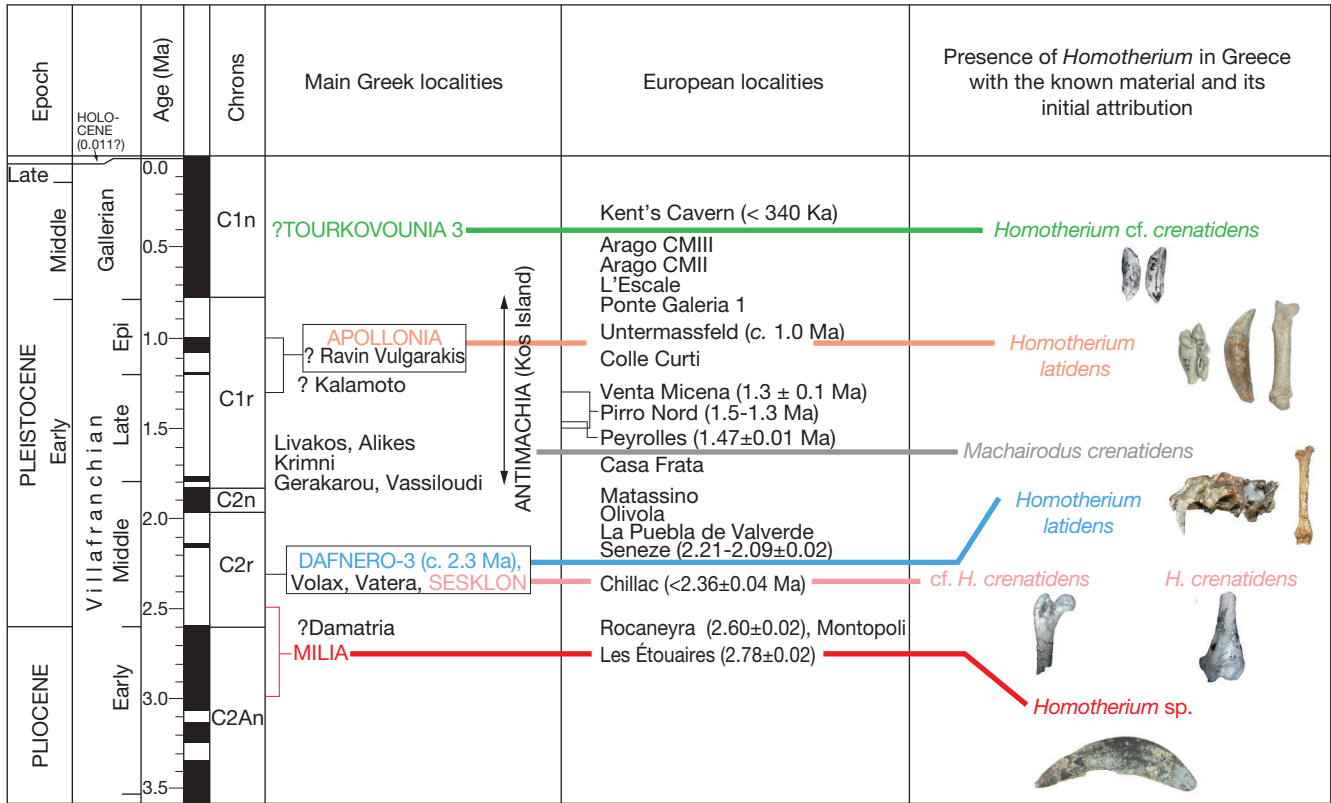 Epoch
HOLO-
CENE
(0.011?)
Age (Ma)
Chrons
Main Greek localities
European localities
Presence of Homotherium in Greece
with the known material and its
initial attribution
Late
Middle
PLEISTOCENE
Early
PLIOCENE
Gallerian
Villafranchian
Epi
Late
Middle
Early
0.0
0.5
1.0
1.5
2.0
2.5
3.0
3.5
C1n
C1r
C2n
C2r
C2An
?TOURKOVOUNIA 3
APOLLONIA
? Ravin Vulgarakis
? Kalamoto
Livakos, Alikes
Krimni
Gerakarou, Vassiloudi
DAFNERO-3 (c. 2.3 Ma),
Volax, Vatera, SESKLON
?Damatria
MILIA
ANTIMACHIA (Kos Island)
Kent's Cavern (< 340 Ka)
Arago CMIII
Arago CMII
L'Escale
Ponte Galeria 1
Untermassfeld (c. 1.0 Ma)
Colle Curti
Venta Micena (1.3 ± 0.1 Ma)
Pirro Nord (1.5-1.3 Ma)
Peyrolles (1.47±0.01 Ma)
Casa Frata
Matassino
Olivola
La Puebla de Valverde
Seneze (2.21-2.09±0.02)
Chillac (<2.36±0.04 Ma)
Rocaneyra (2.60±0.02), Montopoli
Les Étouaires (2.78±0.02)
Homotherium cf. crenatidens
Homotherium
latidens
Machairodus crenatidens
Homotherium
latidens
cf. H. crenatidens
H. crenatidens
Homotherium sp.